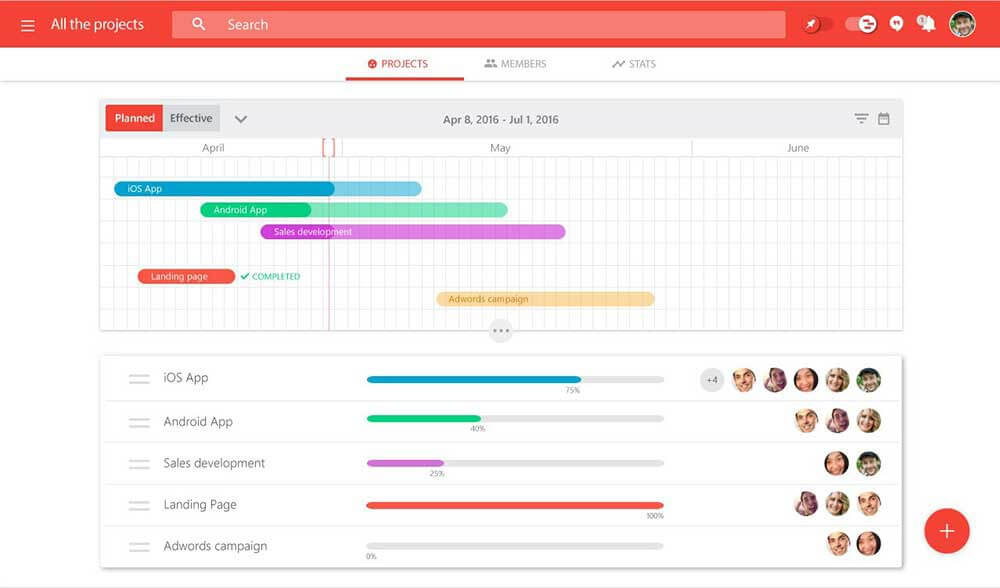 All the projects
Search
1
PROJECTS
MEMBERS
STATS
Planned Effective
Apr 8, 2016 - Jul 1, 2016
April May June
iOS App
Android App
Sales development
Landing page COMPLETED
Adwords campaign
iOS App
75%
+4
Android App
40%
Sales development
25%
Landing Page
100%
Adwords campaign
0%